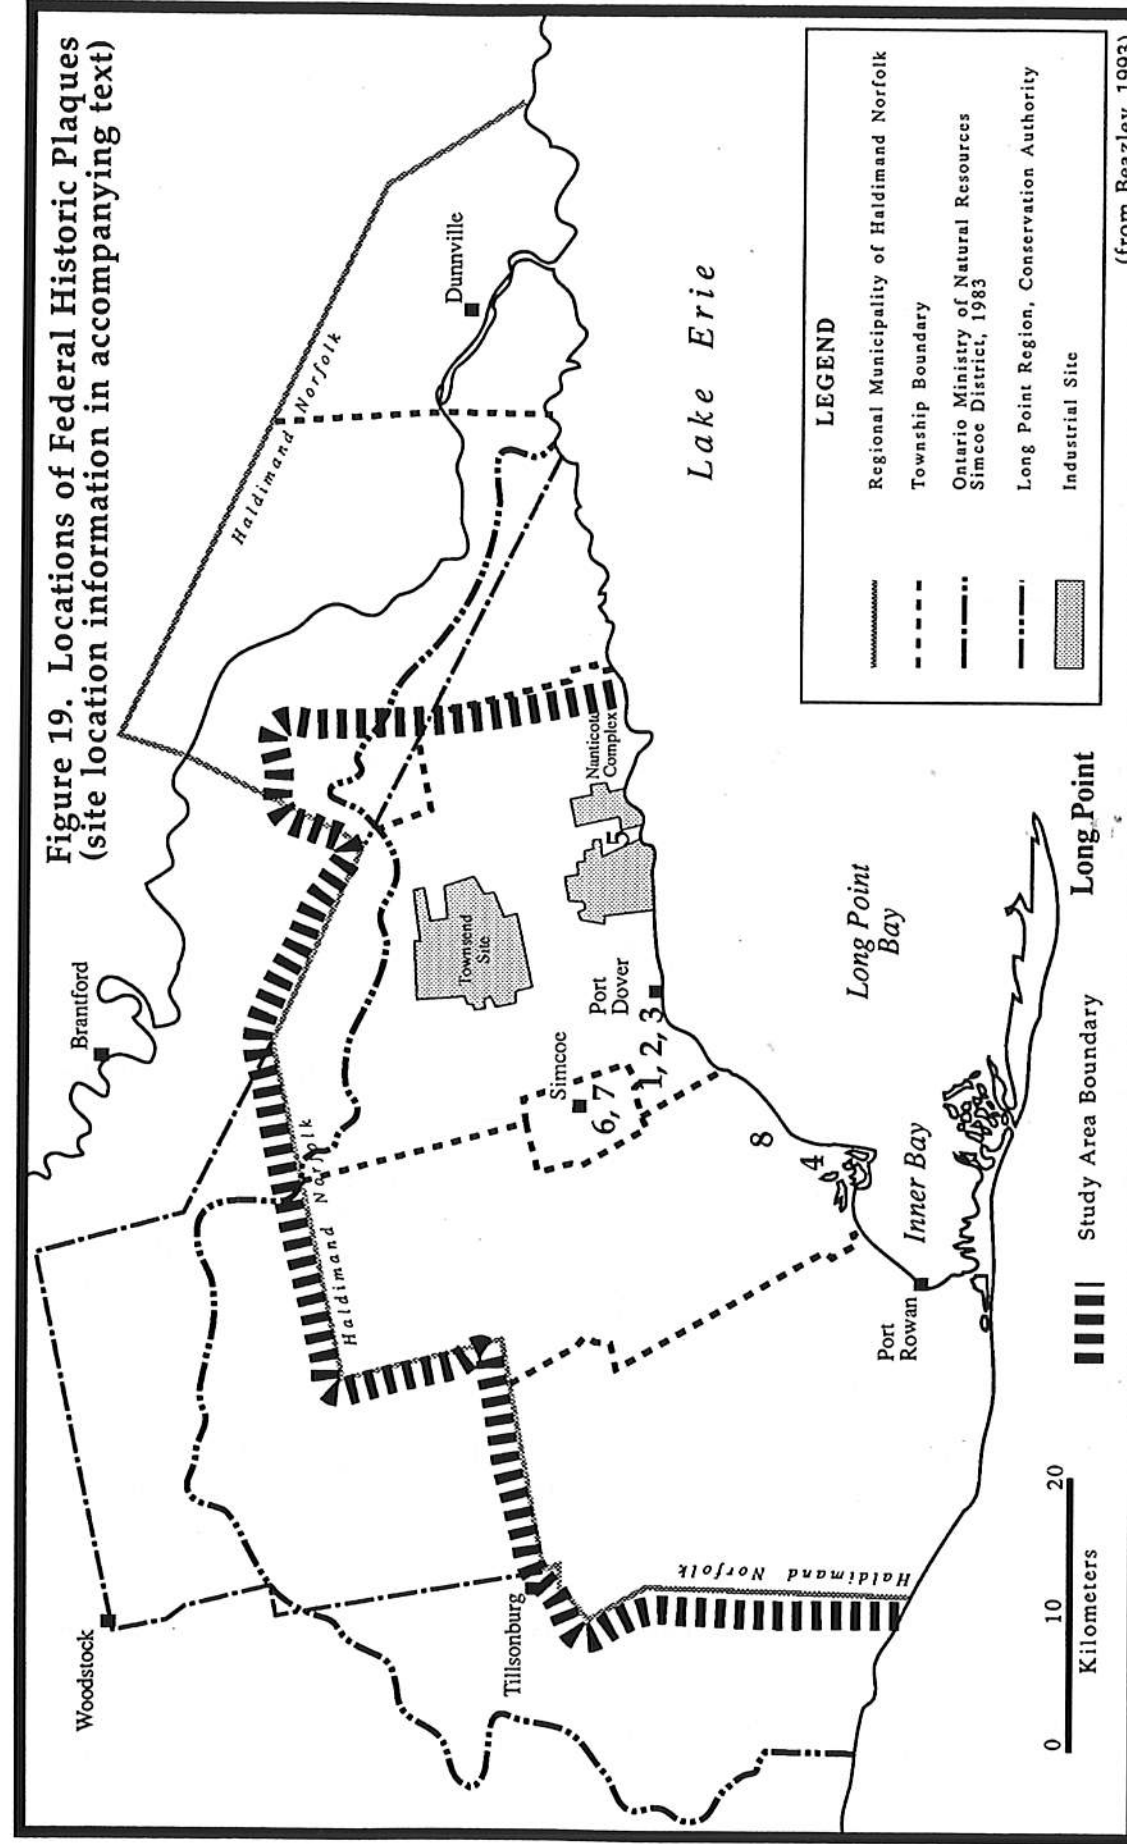 Figure 19. Locations of Federal Historic Plaques
(site location information in accompanying text)
Woodstock
Brantford
Haldimand Norfolk
Dunnville
Haldimand Norfolk
Tillsonburg
Townsend
Site
Simcoe
6, 7
Port
Dover
1, 2, 3
Nanticoke
Complex
5
8
4
Lake Erie
Long Point
Bay
Inner Bay
Port
Rowan
Haldimand Norfolk
Long Point
0 10 20
Kilometers
Study Area Boundary
LEGEND
Regional Municipality of Haldimand Norfolk
Township Boundary
Ontario Ministry of Natural Resources
Simcoe District, 1983
Long Point Region, Conservation Authority
Industrial Site
(from Beazley, 1993)